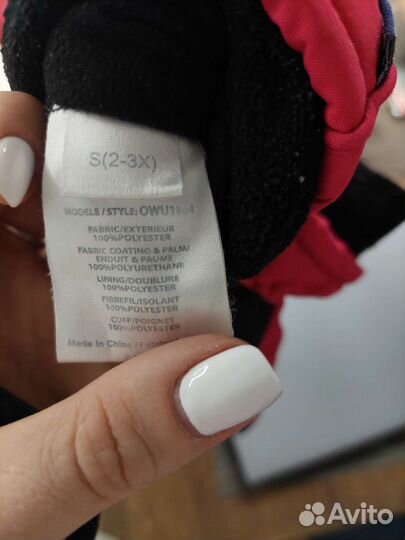 S(2-3X)
MODELE / STYLE: OWU1864
FABRIC/EXTERIEUR
100%POLYESTER
FABRIC COATING & PALM/
ENDUIT & PAUME
100%POLYURETHANE
LINING/DOUBLURE
100%POLYESTER
FIBREFIL/ISOLANT
100%POLYESTER
CUFF/POIGNET
100%POLYESTER
Made in China /
Avito